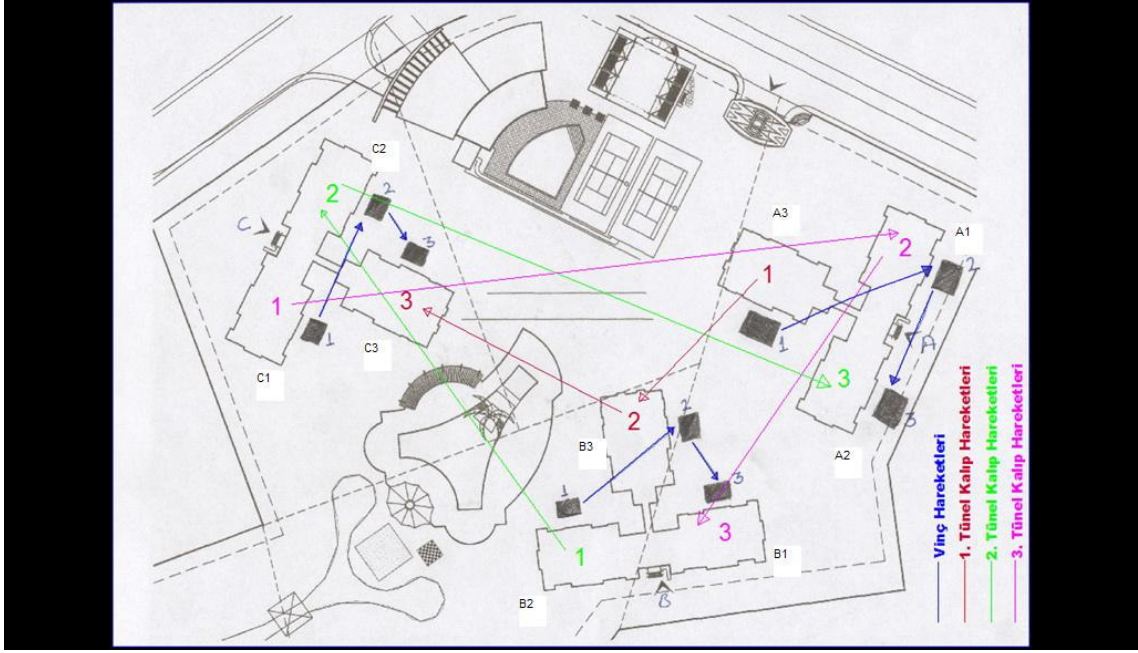 C2
2
2
C
3
A3
A1
2
2
1
1
3
1
3
1
A
C3
C1
3
2
2
B3
A2
3
1
3
3
1
B1
B2
B
Vinç Hareketleri
1. Tünel Kalıp Hareketleri
2. Tünel Kalıp Hareketleri
3. Tünel Kalıp Hareketleri